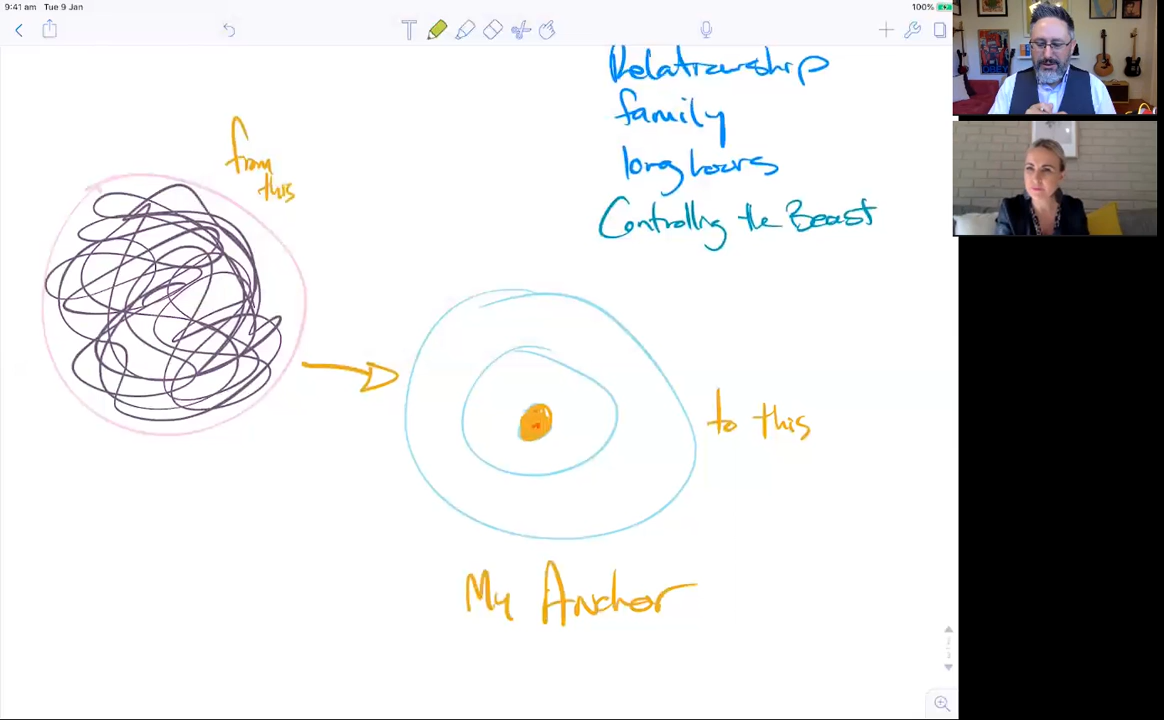 9:41 am Tue 9 Jan
100%
T
Relationship
family
long hours
Controlling the Beast
from
this
to this
My Anchor
OBEY